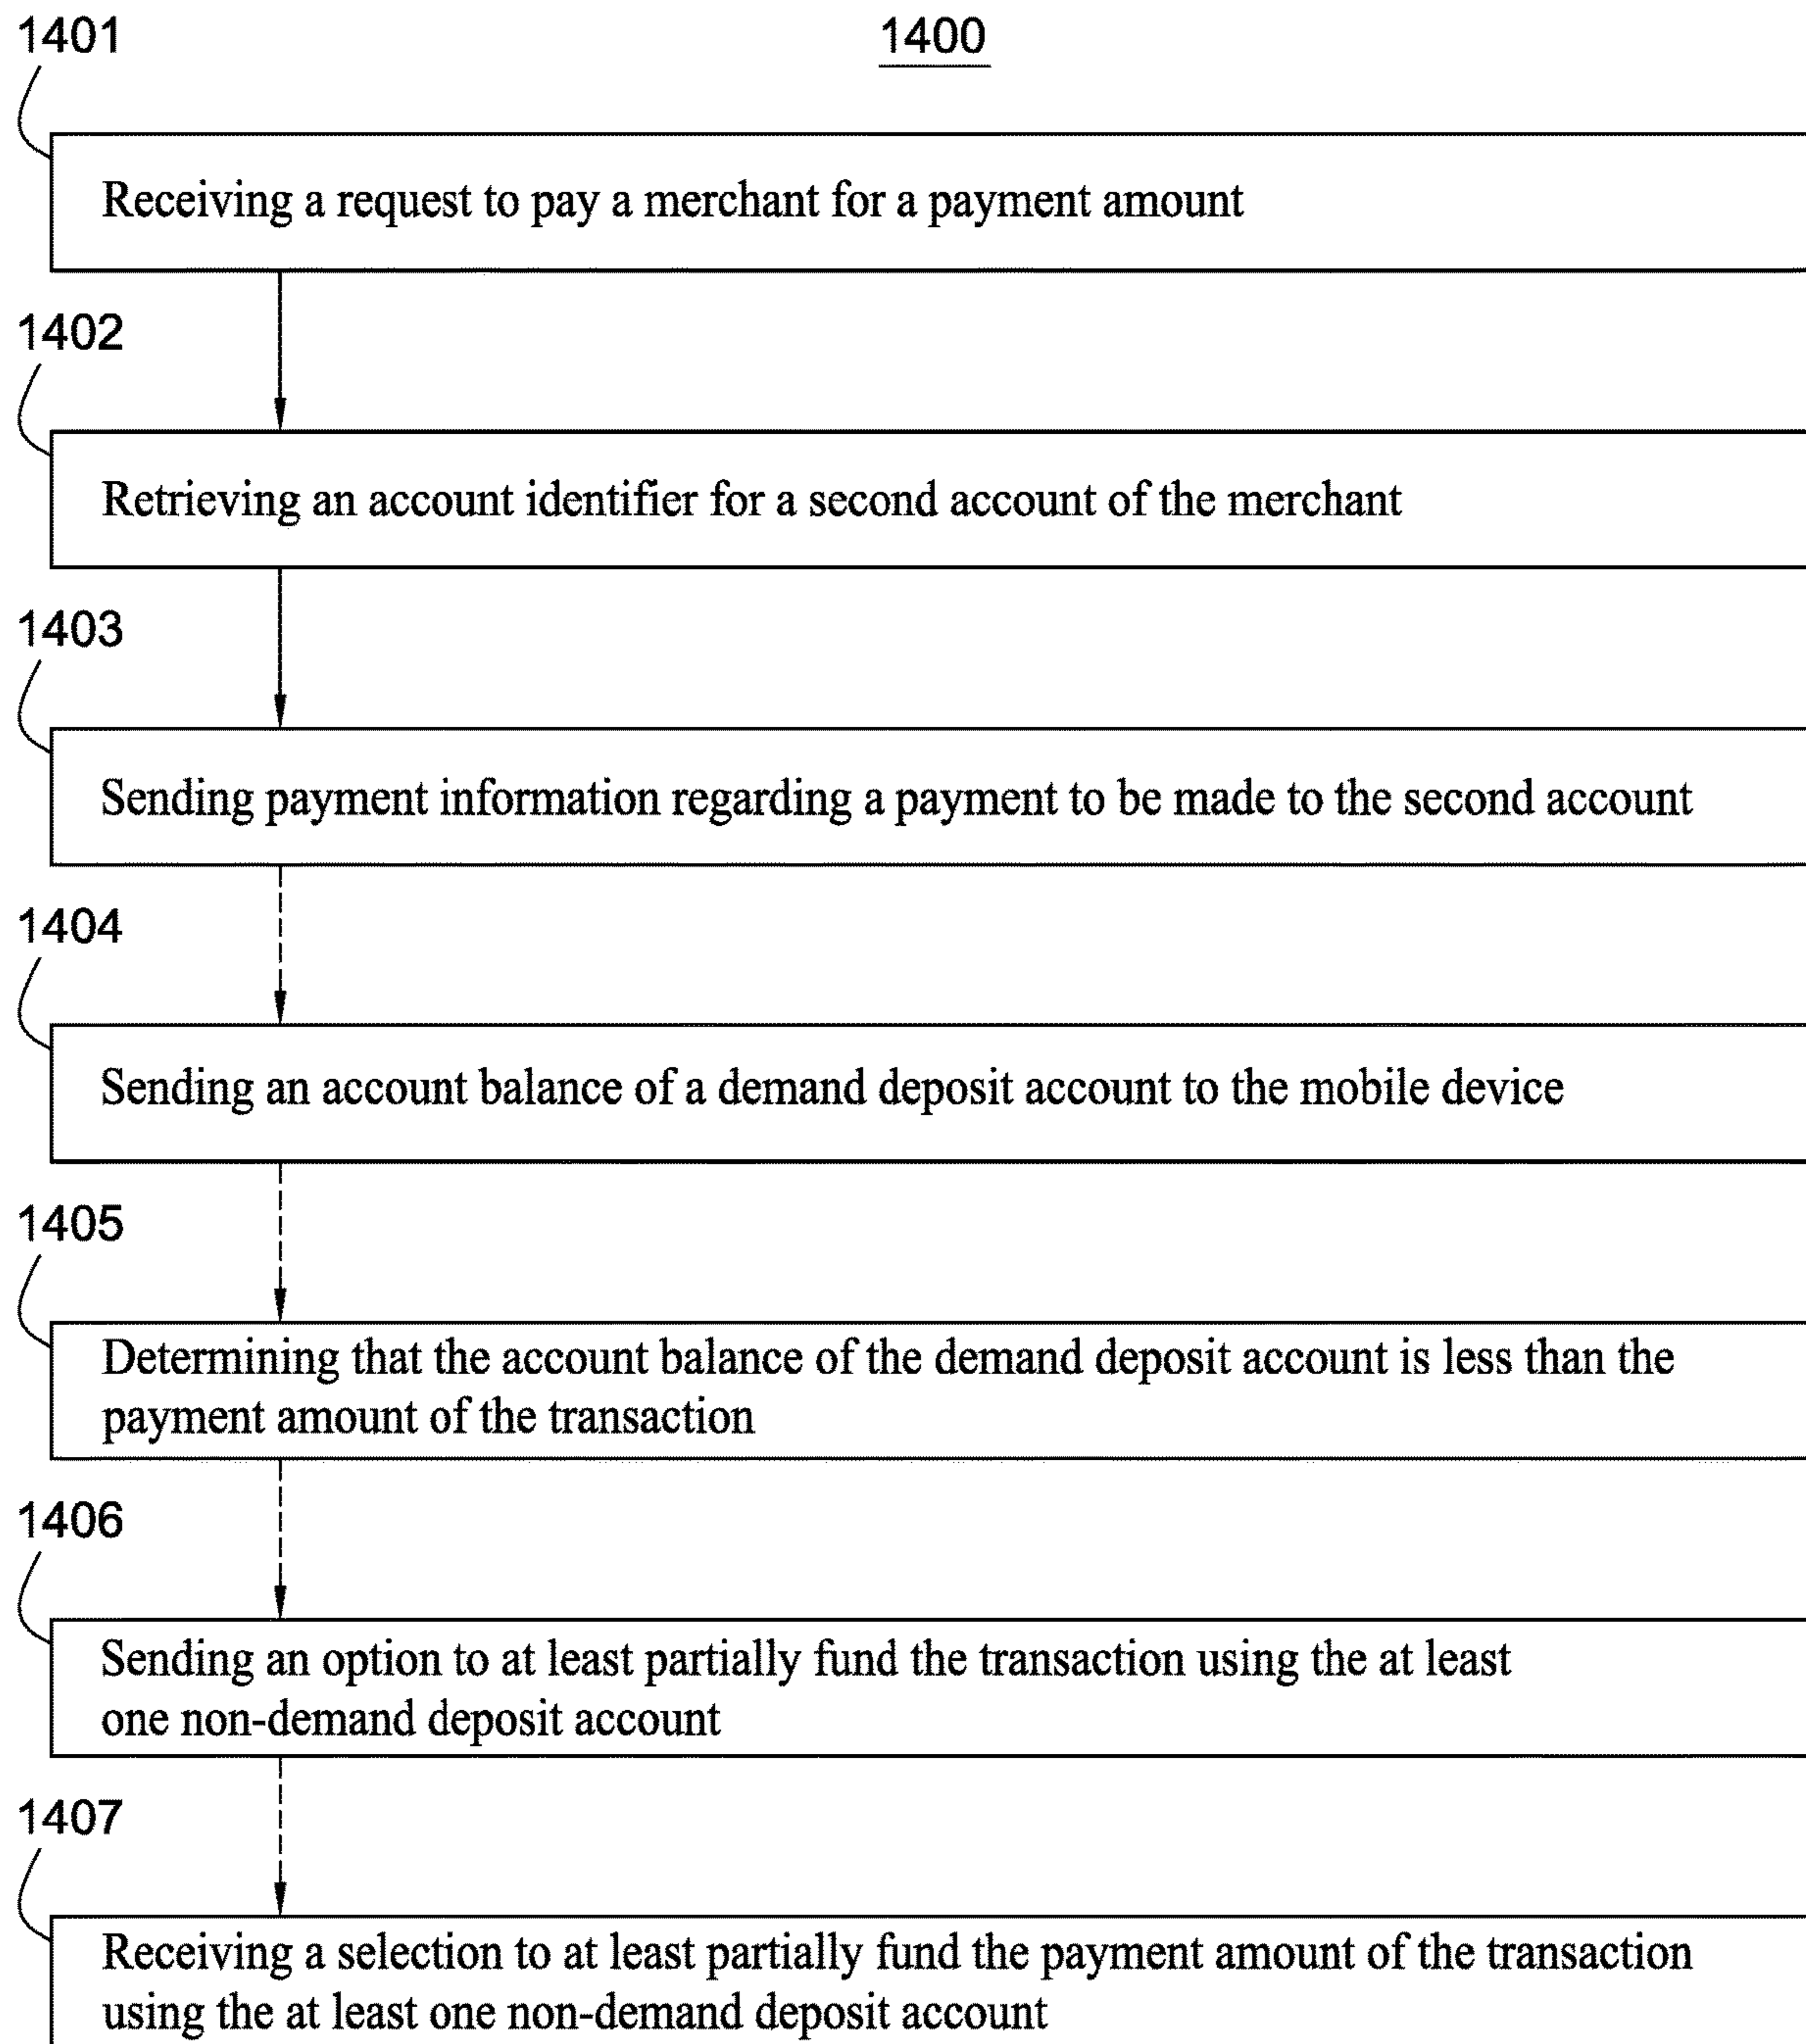 1401
1400
Receiving a request to pay a merchant for a payment amount
1402
Retrieving an account identifier for a second account of the merchant
1403
Sending payment information regarding a payment to be made to the second account
1404
Sending an account balance of a demand deposit account to the mobile device
1405
Determining that the account balance of the demand deposit account is less than the
payment amount of the transaction
1406
Sending an option to at least partially fund the transaction using the at least
one non-demand deposit account
1407
Receiving a selection to at least partially fund the payment amount of the transaction
using the at least one non-demand deposit account